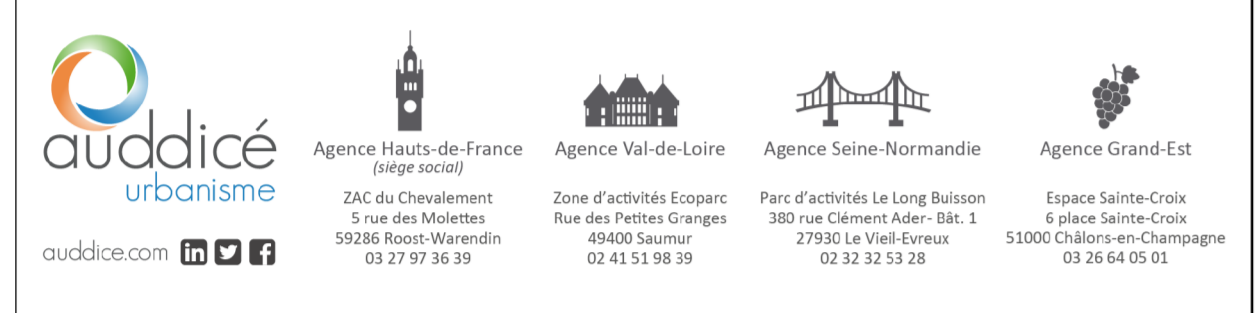 auddicé
urbanisme
auddice.com
Agence Hauts-de-France
(siège social)
ZAC du Chevalement
5 rue des Molettes
59286 Roost-Warendin
03 27 97 36 39
Agence Val-de-Loire
Zone d'activités Ecoparc
Rue des Petites Granges
49400 Saumur
02 41 51 98 39
Agence Seine-Normandie
Parc d'activités Le Long Buisson
380 rue Clément Ader- Bât. 1
27930 Le Vieil-Evreux
02 32 32 53 28
Agence Grand-Est
Espace Sainte-Croix
6 place Sainte-Croix
51000 Châlons-en-Champagne
03 26 64 05 01